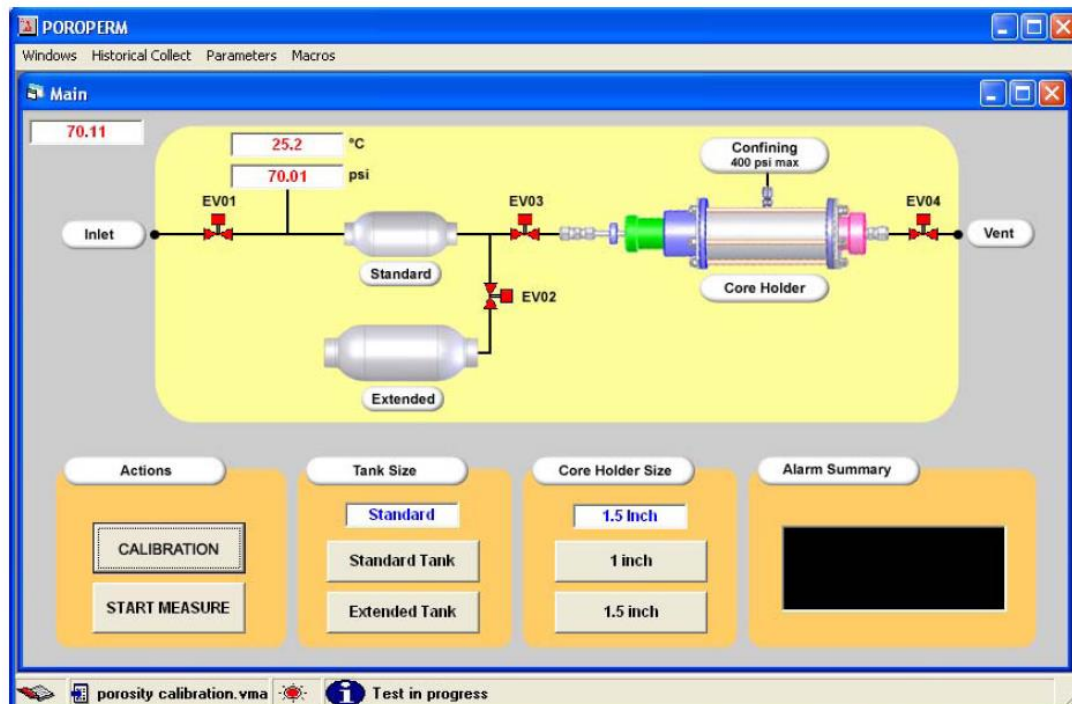 POROPERM
Windows Historical Collect Parameters Macros
Main
70.11
25.2 °C
70.01 psi
Confining
400 psi max
EV01
EV03
EV04
Inlet
Vent
Standard
Core Holder
EV02
Extended
Actions
Tank Size
Core Holder Size
Alarm Summary
Standard
1.5 Inch
CALIBRATION
Standard Tank
1 inch
START MEASURE
Extended Tank
1.5 inch
porosity calibration.vma
Test in progress